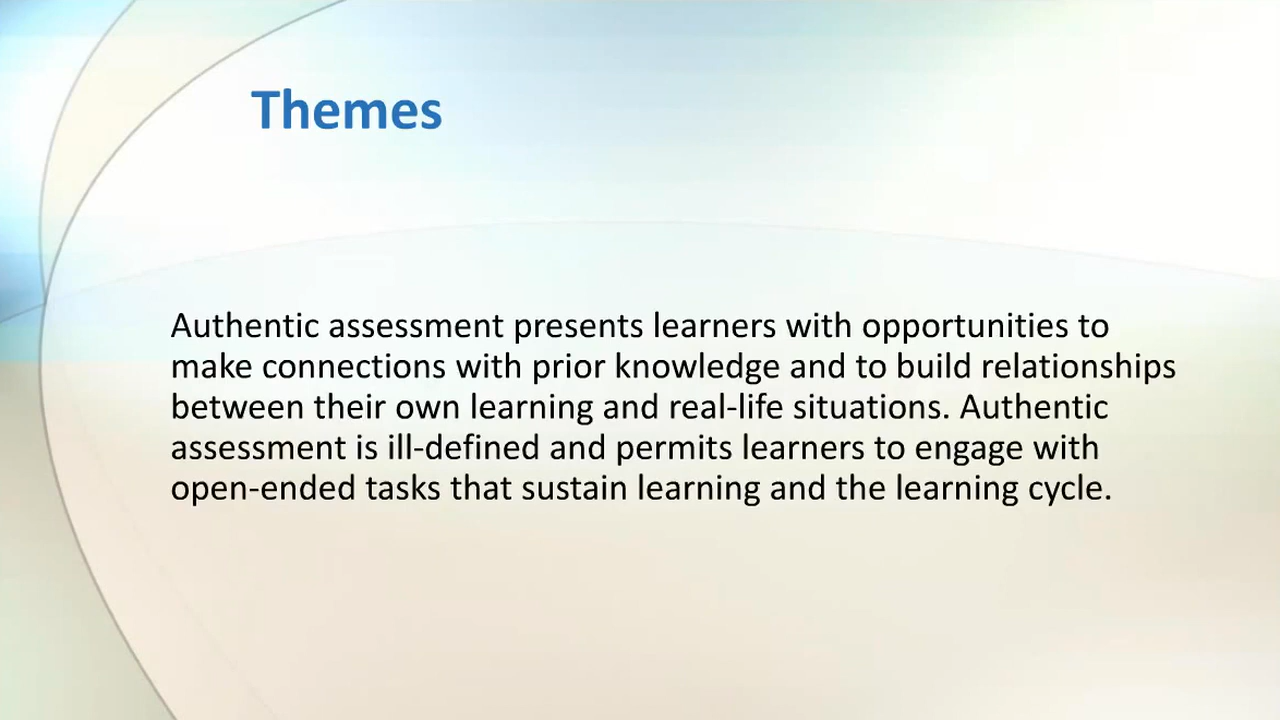 Themes
Authentic assessment presents learners with opportunities to
make connections with prior knowledge and to build relationships
between their own learning and real-life situations. Authentic
assessment is ill-defined and permits learners to engage with
open-ended tasks that sustain learning and the learning cycle.